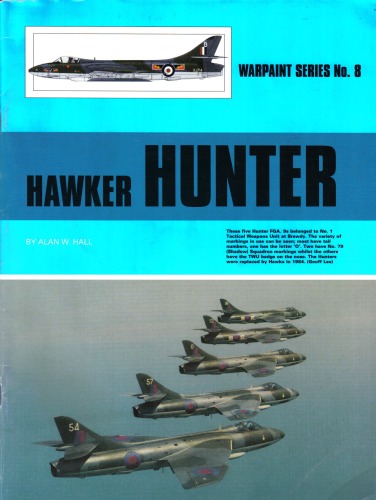 WARPAINT SERIES No. 8
HAWKER HUNTER
BY ALAN W. HALL
These five Hunter FGA. 9s belonged to No. 1
Tactical Weapons Unit at Brawdy. The variety of
markings in use can be seen; most have tail
numbers, one has the letter 'O'. Two have No. 79
(Shadow) Squadron markings whilst the others
have the TWU badge on the nose. The Hunters
were replaced by Hawks in 1984. (Geoff Lee)
57
54